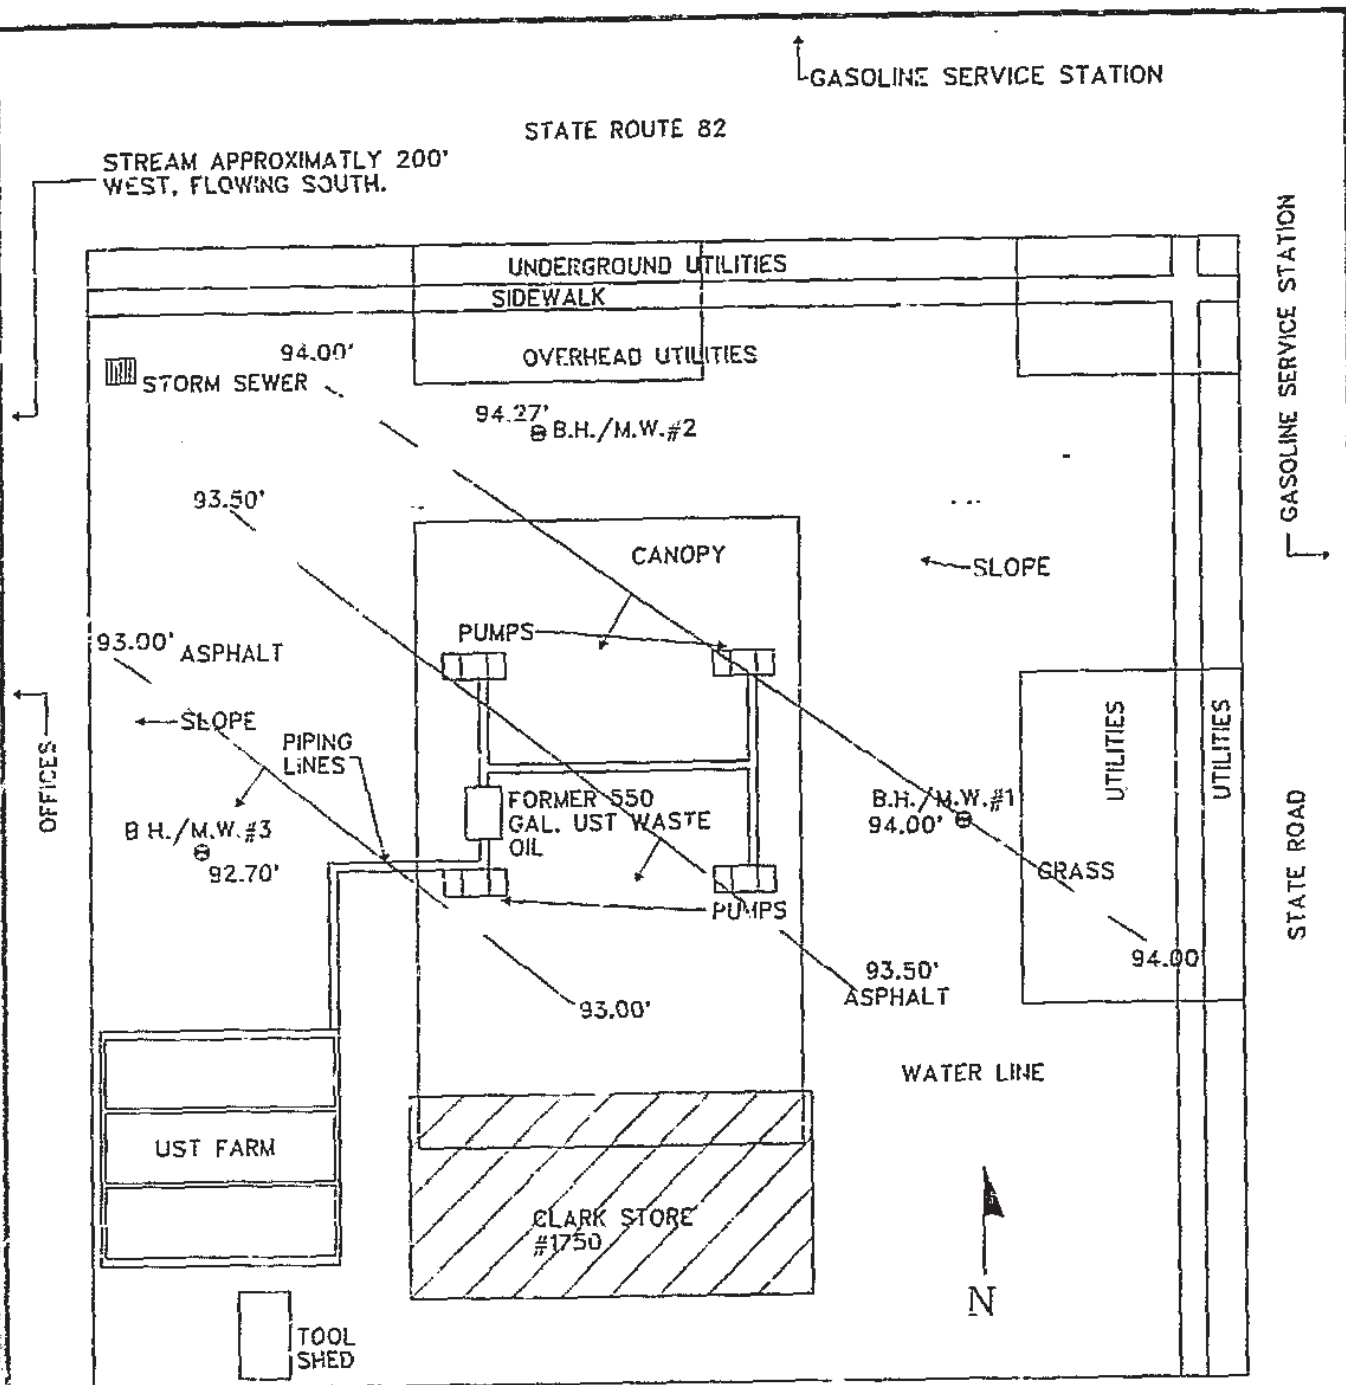 GASOLINE SERVICE STATION
STATE ROUTE 82
STREAM APPROXIMATLY 200'
WEST, FLOWING SOUTH.
GASOLINE SERVICE STATION
UNDERGROUND UTILITIES
SIDEWALK
OVERHEAD UTILITIES
94.00'
STORM SEWER
94.27'
B.H./M.W.#2
93.50'
CANOPY
SLOPE
PUMPS
93.00'
ASPHALT
SLOPE
PIPING
LINES
OFFICES
UTILITIES
UTILITIES
FORMER 550
GAL. UST WASTE
OIL
B.H./M.W.#1
94.00'
B.H./M.W.#3
92.70'
GRASS
STATE ROAD
PUMPS
94.00'
93.50'
ASPHALT
93.00'
WATER LINE
UST FARM
CLARK STORE
#1750
N
TOOL
SHED